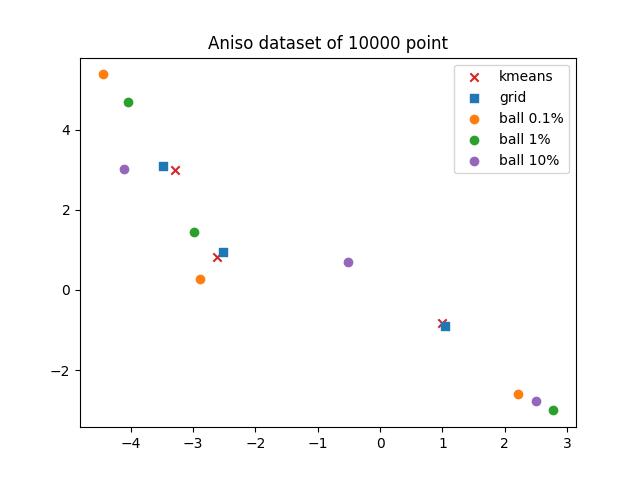 Aniso dataset of 10000 point
kmeans
grid
ball 0.1%
ball 1%
ball 10%
4
2
0
−2
−4 −3 −2 −1 0 1 2 3